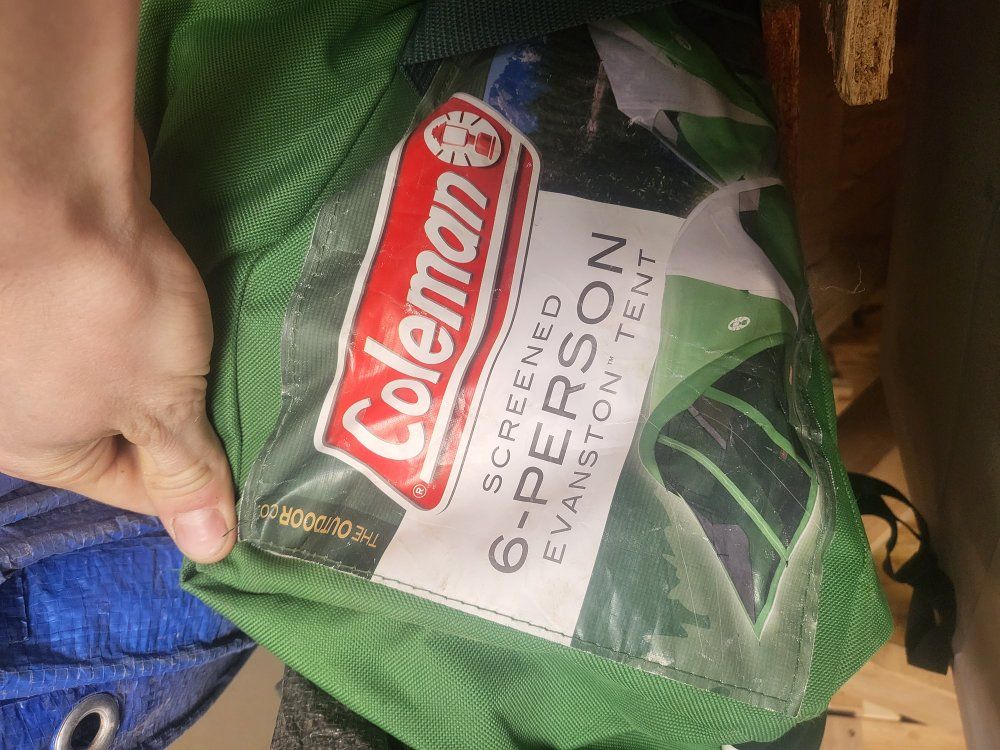 Coleman®
SCREENED
6-PERSON
EVANSTON™ TENT
THE OUTDOOR CO.